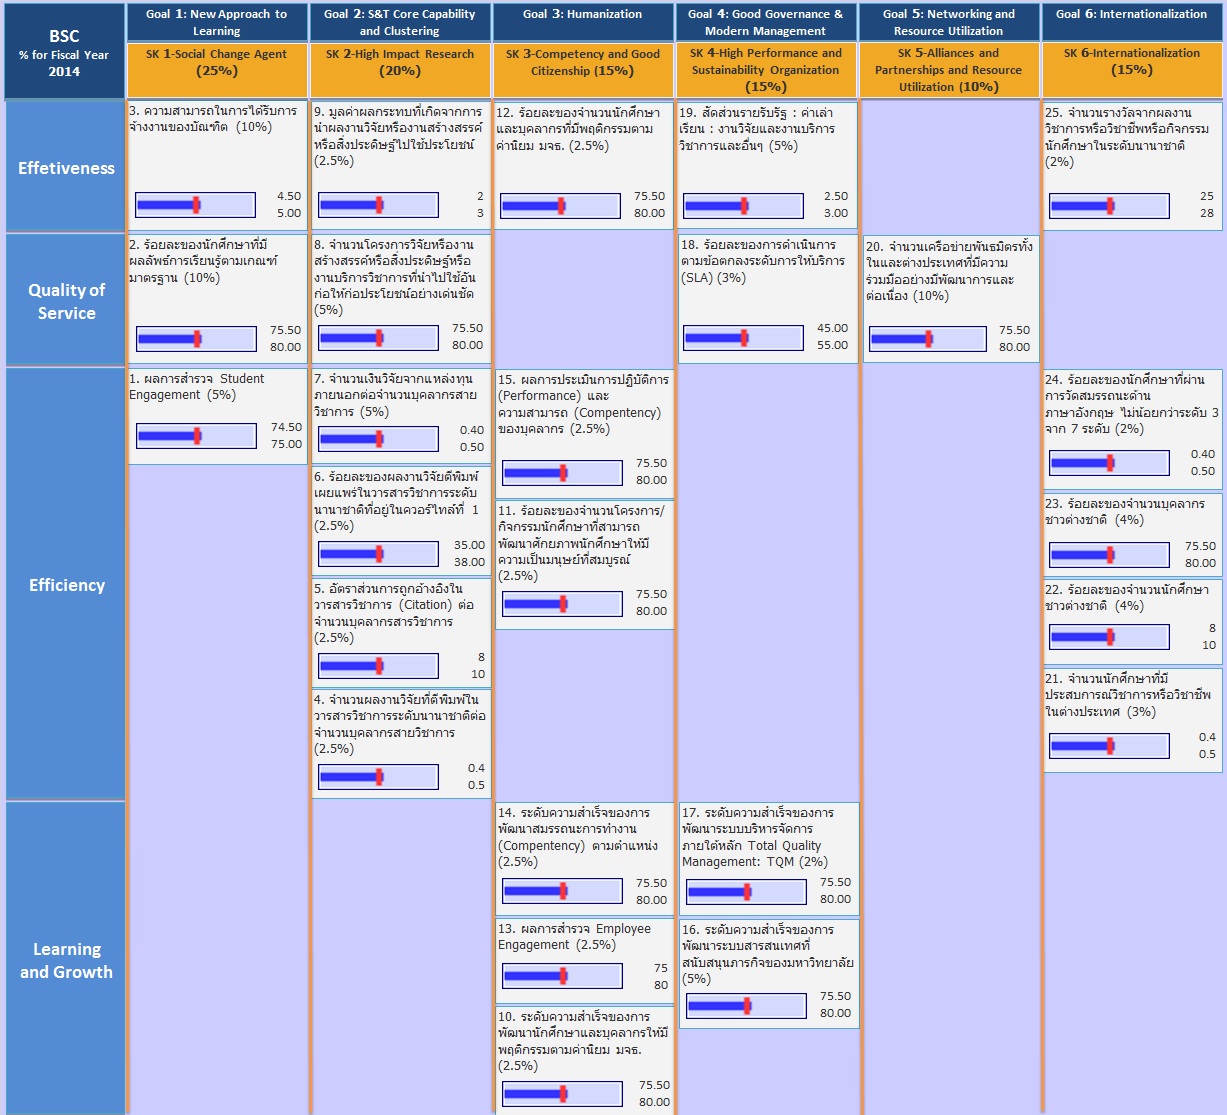 BSC
% for Fiscal Year
2014
Goal 1: New Approach to
Learning
Goal 2: S&T Core Capability
and Clustering
Goal 3: Humanization
Goal 4: Good Governance &
Modern Management
Goal 5: Networking and
Resource Utilization
Goal 6: Internationalization
SK 1-Social Change Agent
(25%)
SK 2-High Impact Research
(20%)
SK 3-Competency and Good
Citizenship (15%)
SK 4-High Performance and
Sustainability Organization
(15%)
SK 5-Alliances and
Partnerships and Resource
Utilization (10%)
SK 6-Internationalization
(15%)
Effetiveness
3. ความสามารถในการได้รับการ
จ้างงานของบัณฑิต (10%)
4.50
5.00
9. มูลค่าผลกระทบที่เกิดจากการ
นำผลงานวิจัยหรืองานสร้างสรรค์
หรือสิ่งประดิษฐ์ไปใช้ประโยชน์
(2.5%)
2
3
12. ร้อยละของจำนวนนักศึกษา
และบุคลากรที่มีพฤติกรรมตาม
ค่านิยม มจธ. (2.5%)
75.50
80.00
19. สัดส่วนรายรับรัฐ : ค่าเล่า
เรียน : งานวิจัยและงานบริการ
วิชาการและอื่นๆ (5%)
2.50
3.00
25. จำนวนรางวัลจากผลงาน
วิชาการหรือวิชาชีพหรือกิจกรรม
นักศึกษาในระดับนานาชาติ
(2%)
25
28
Quality of
Service
2. ร้อยละของนักศึกษาที่มี
ผลลัพธ์การเรียนรู้ตามเกณฑ์
มาตรฐาน (10%)
75.50
80.00
8. จำนวนโครงการวิจัยหรืองาน
สร้างสรรค์หรือสิ่งประดิษฐ์หรือ
งานบริการวิชาการที่นำไปใช้อัน
ก่อให้ก่อประโยชน์อย่างเด่นชัด
(5%)
75.50
80.00
18. ร้อยละของการดำเนินการ
ตามข้อตกลงระดับการให้บริการ
(SLA) (3%)
45.00
55.00
20. จำนวนเครือข่ายพันธมิตรทั้ง
ในและต่างประเทศที่มีความ
ร่วมมืออย่างมีพัฒนาการและ
ต่อเนื่อง (10%)
75.50
80.00
Efficiency
1. ผลการสำรวจ Student
Engagement (5%)
74.50
75.00
7. จำนวนเงินวิจัยจากแหล่งทุน
ภายนอกต่อจำนวนบุคลากรสาย
วิชาการ (5%)
0.40
0.50
6. ร้อยละของผลงานวิจัยตีพิมพ์
เผยแพร่ในวารสารวิชาการระดับ
นานาชาติที่อยู่ในควอร์ไทล์ที่ 1
(2.5%)
35.00
38.00
5. อัตราส่วนการถูกอ้างอิงใน
วารสารวิชาการ (Citation) ต่อ
จำนวนบุคลากรสารวิชาการ
(2.5%)
8
10
4. จำนวนผลงานวิจัยที่ตีพิมพ์ใน
วารสารวิชาการระดับนานาชาติต่อ
จำนวนบุคลากรสายวิชาการ
(2.5%)
0.4
0.5
15. ผลการประเมินการปฏิบัติการ
(Performance) และ
ความสามารถ (Compentency)
ของบุคลากร (2.5%)
75.50
80.00
11. ร้อยละของจำนวนโครงการ/
กิจกรรมนักศึกษาที่สามารถ
พัฒนาศักยภาพนักศึกษาให้มี
ความเป็นมนุษย์ที่สมบูรณ์
(2.5%)
75.50
80.00
24. ร้อยละของนักศึกษาที่ผ่าน
การวัดสมรรถนะด้าน
ภาษาอังกฤษ ไม่น้อยกว่าระดับ 3
จาก 7 ระดับ (2%)
0.40
0.50
23. ร้อยละของจำนวนบุคลากร
ชาวต่างชาติ (4%)
75.50
80.00
22. ร้อยละของจำนวนนักศึกษา
ชาวต่างชาติ (4%)
8
10
21. จำนวนนักศึกษาที่มี
ประสบการณ์วิชาการหรือวิชาชีพ
ในต่างประเทศ (3%)
0.4
0.5
Learning
and Growth
14. ระดับความสำเร็จของการ
พัฒนาสมรรถนะการทำงาน
(Compentency) ตามตำแหน่ง
(2.5%)
75.50
80.00
13. ผลการสำรวจ Employee
Engagement (2.5%)
75
80
10. ระดับความสำเร็จของการ
พัฒนานักศึกษาและบุคลากรให้มี
พฤติกรรมตามค่านิยม มจธ.
(2.5%)
75.50
80.00
17. ระดับความสำเร็จของการ
พัฒนาระบบบริหารจัดการ
ภายใต้หลัก Total Quality
Management: TQM (2%)
75.50
80.00
16. ระดับความสำเร็จของการ
พัฒนาระบบสารสนเทศที่
สนับสนุนภารกิจของมหาวิทยาลัย
(5%)
75.50
80.00